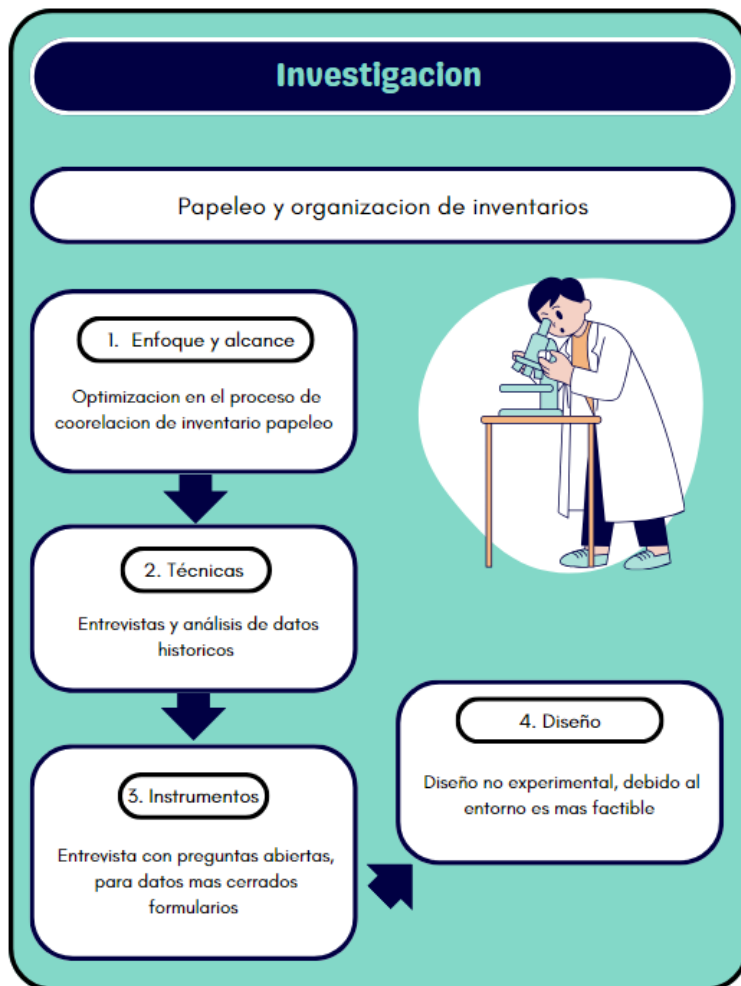 Investigacion
Papeleo y organizacion de inventarios
1. Enfoque y alcance
Optimizacion en el proceso de
coorelacion de inventario papeleo
2. Técnicas
Entrevistas y análisis de datos
historicos
3. Instrumentos
Entrevista con preguntas abiertas,
para datos mas cerrados
formularios
4. Diseño
Diseño no experimental, debido al
entorno es mas factible